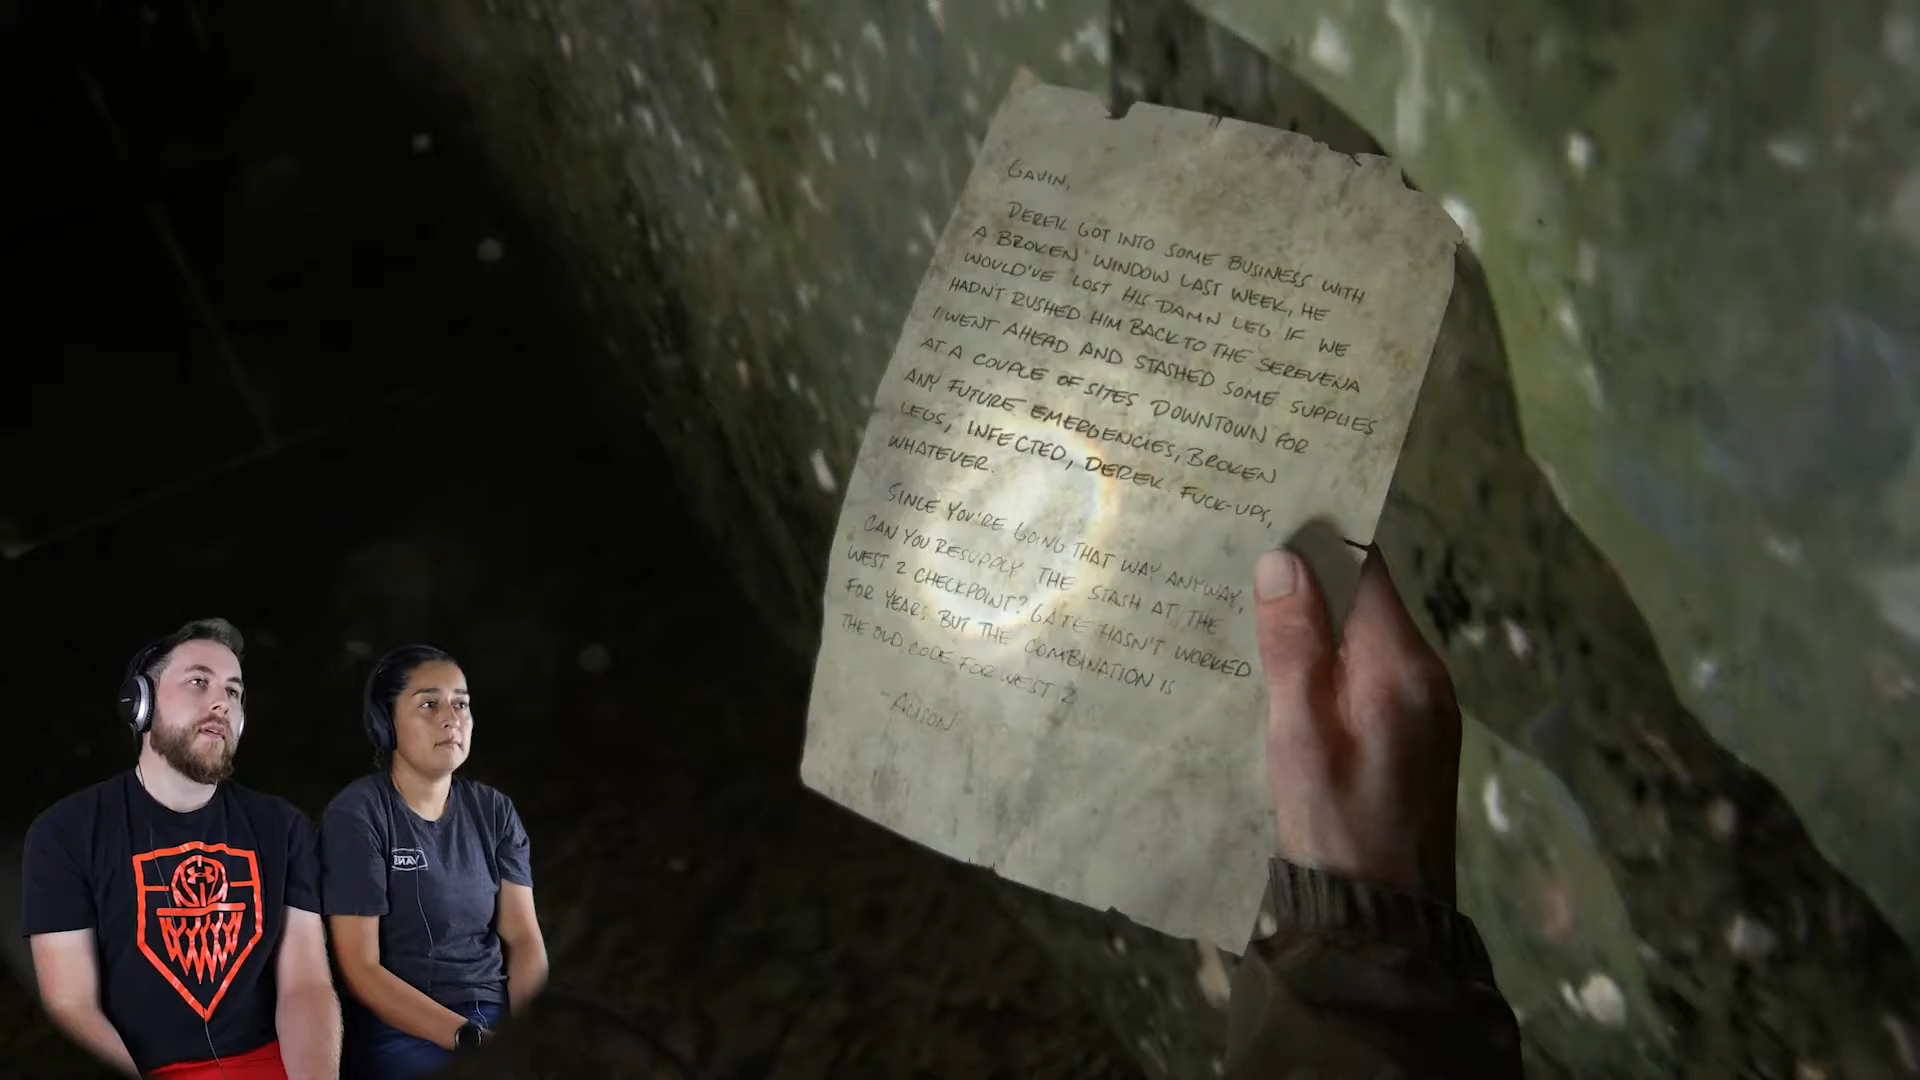 GAVIN,
DEREK GOT INTO SOME BUSINESS WITH
A BROKEN WINDOW LAST WEEK, HE
WOULD'VE LOST HIS DAMN LEG IF WE
HADN'T RUSHED HIM BACK TO THE SEREVENA
I WENT AHEAD AND STASHED SOME SUPPLIES
AT A COUPLE OF SITES DOWNTOWN FOR
ANY FUTURE EMERGENCIES, BROKEN
LEGS, INFECTED, DEREK FUCK-UPS,
WHATEVER.
SINCE YOU'RE GOING THAT WAY ANYWAY,
CAN YOU RESUPPLY THE STASH AT THE
WEST 2 CHECKPOINT? GATE HASN'T WORKED
FOR YEARS BUT THE COMBINATION IS
THE OLD CODE FOR WEST 2
- ALISON
VANS